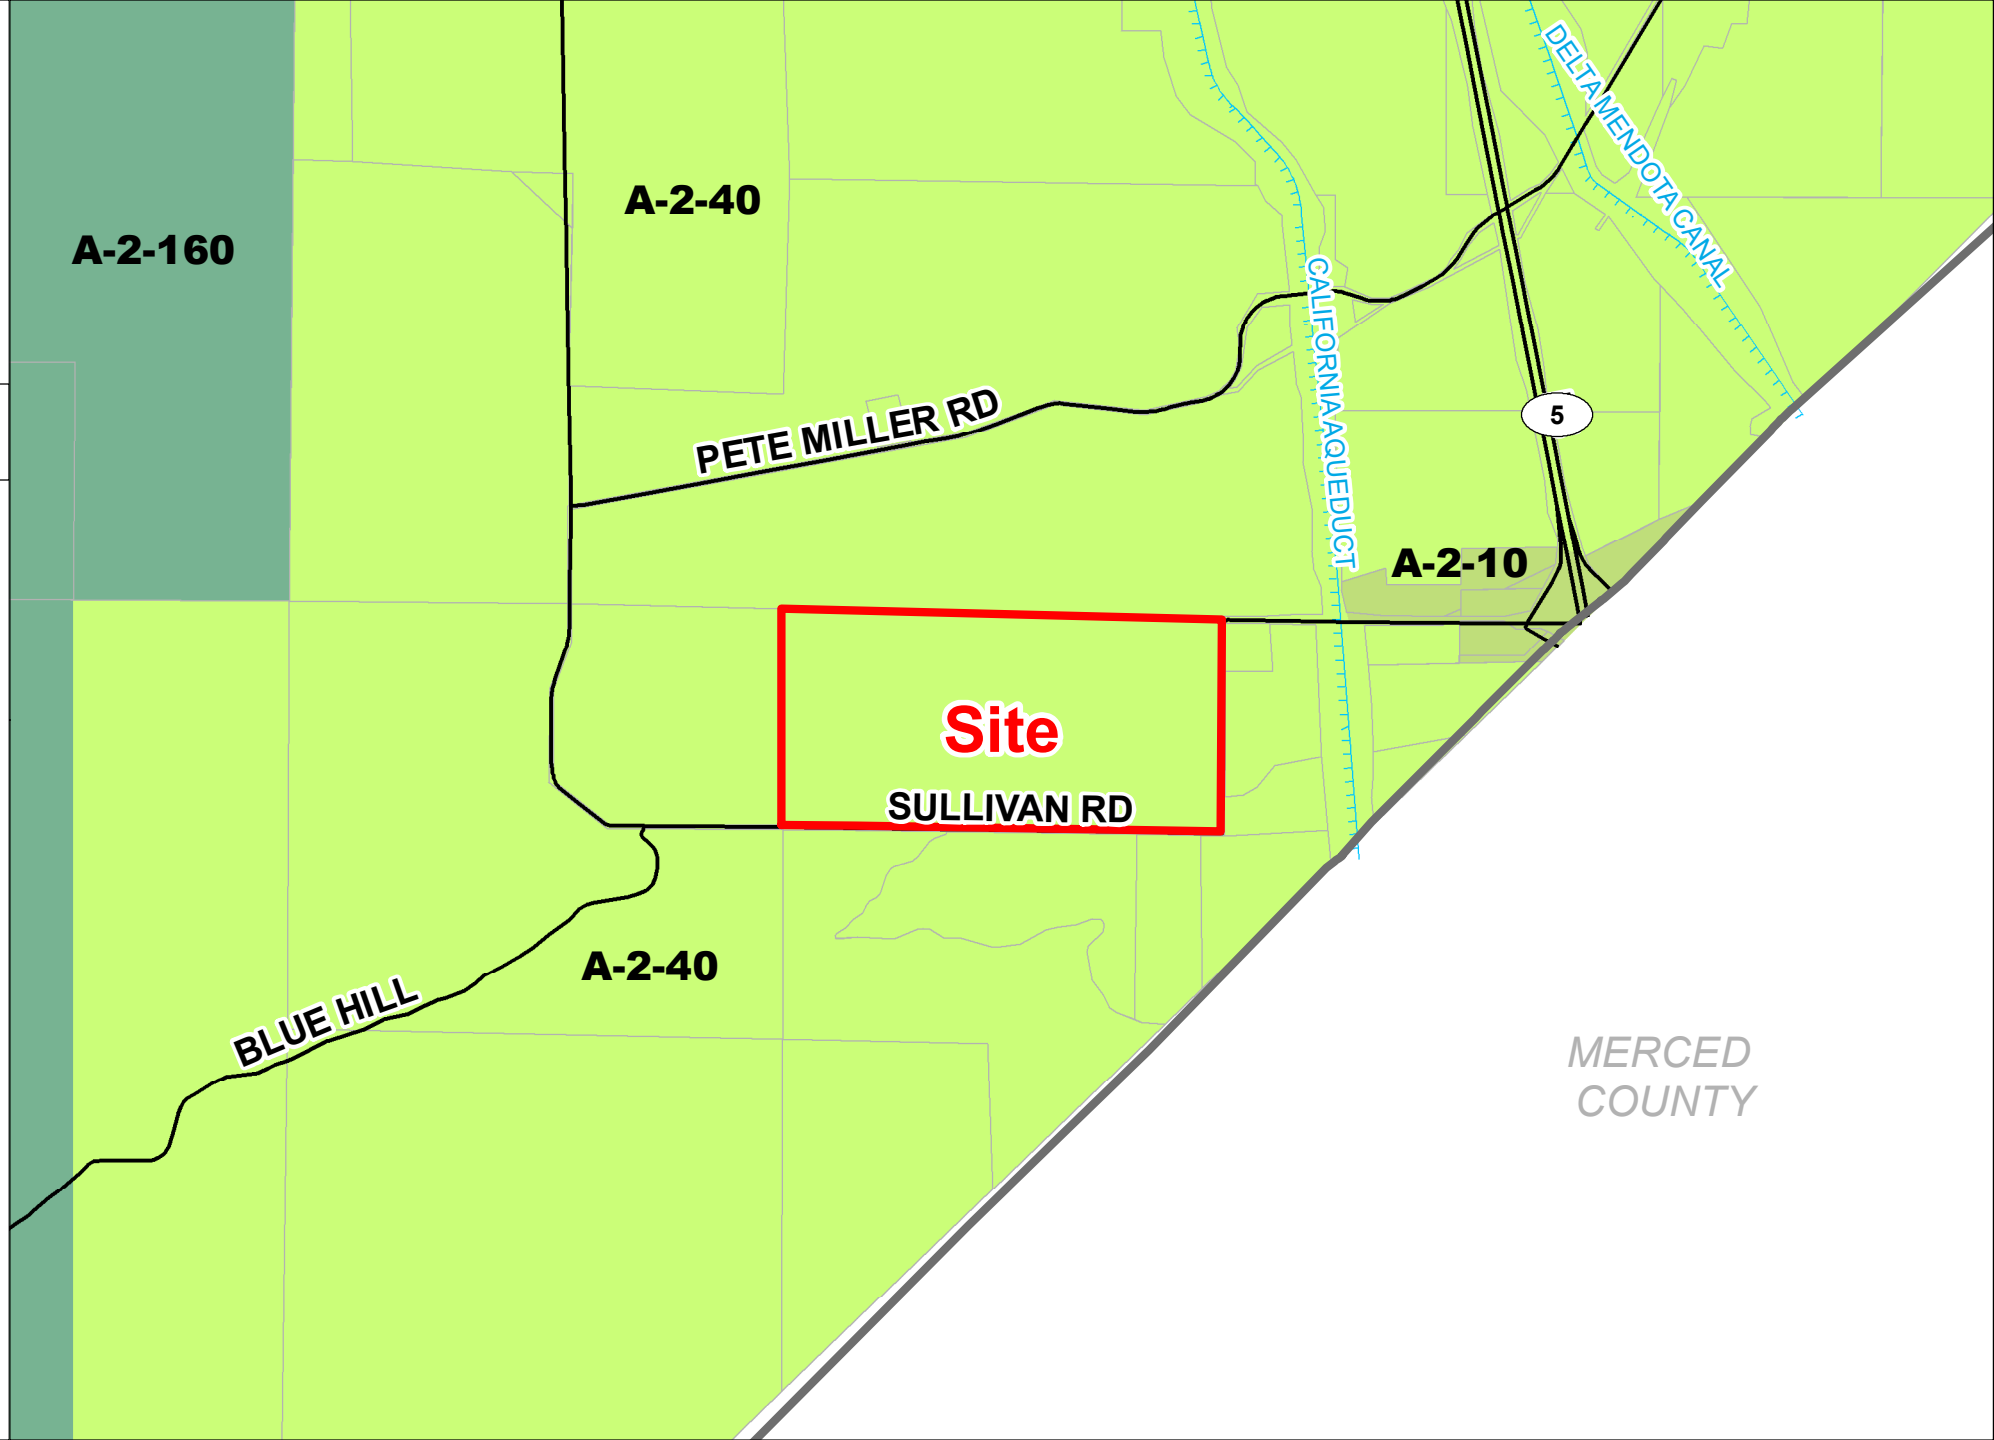 DELTA MENDOTA CANAL
A-2-40
A-2-160
CALIFORNIA AQUEDUCT
PETE MILLER RD
5
A-2-10
Site
SULLIVAN RD
A-2-40
BLUE HILL
MERCED
COUNTY